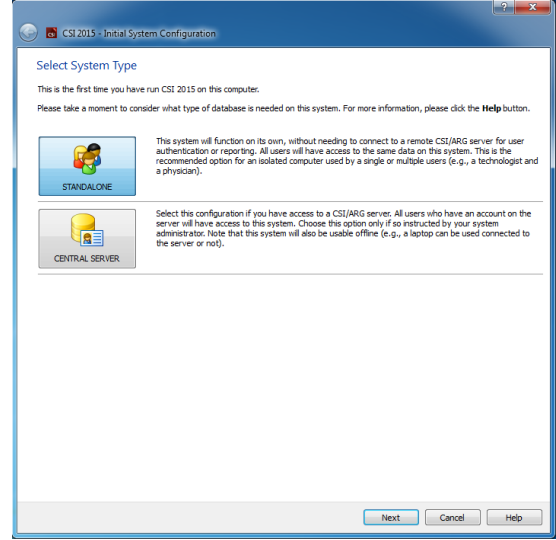 CSI 2015 - Initial System Configuration
Select System Type
This is the first time you have run CSI 2015 on this computer.
Please take a moment to consider what type of database is needed on this system. For more information, please click the Help button.
This system will function on its own, without needing to connect to a remote CSI/ARG server for user
authentication or reporting. All users will have access to the same data on this system. This is the
recommended option for an isolated computer used by a single or multiple users (e.g., a technologist and
a physician).
STANDALONE
Select this configuration if you have access to a CSI/ARG server. All users who have an account on the
server will have access to this system. Choose this option only if so instructed by your system
administrator. Note that this system will also be usable offline (e.g., a laptop can be used connected to
the server or not).
CENTRAL SERVER
Next
Cancel
Help